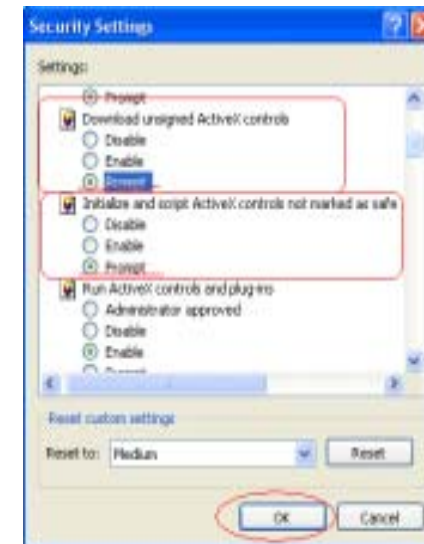 Security Settings
Settings:
Prompt
Download unsigned ActiveX controls
Disable
Enable
Prompt
Initialize and script ActiveX controls not marked as safe
Disable
Enable
Prompt
Run ActiveX controls and plug-ins
Administrator approved
Disable
Enable
Reset custom settings
Reset to: Medium Reset
OK Cancel